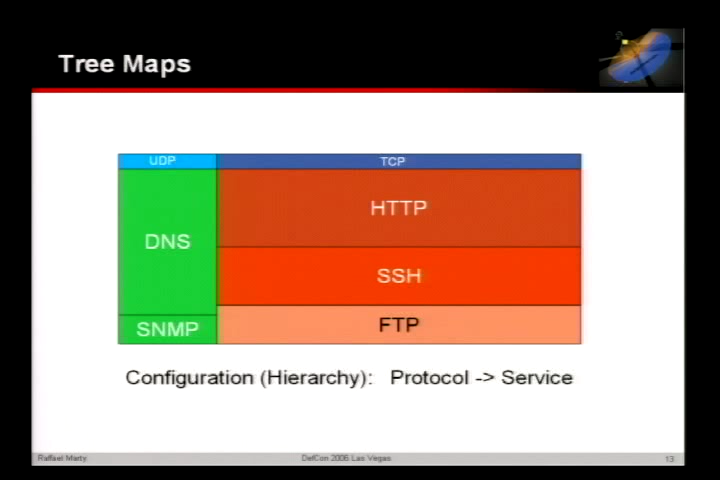 Tree Maps
UDP
TCP
DNS
HTTP
SSH
SNMP
FTP
Configuration (Hierarchy): Protocol -> Service
Raffael Marty
DefCon 2006 Las Vegas
13